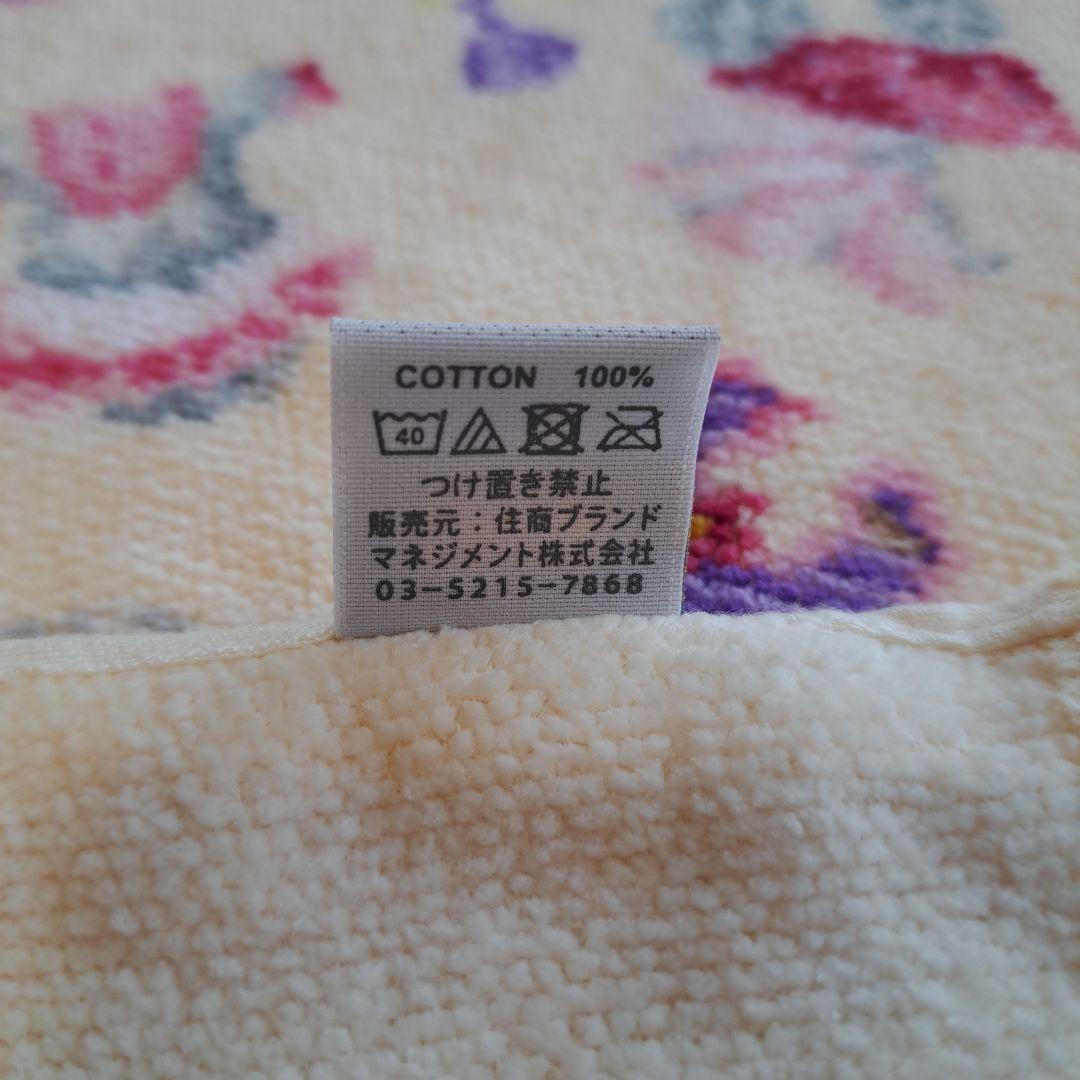 COTTON 100%
40
つけ置き禁止
販売元：住商ブランド
マネジメント株式会社
03-5215-7868